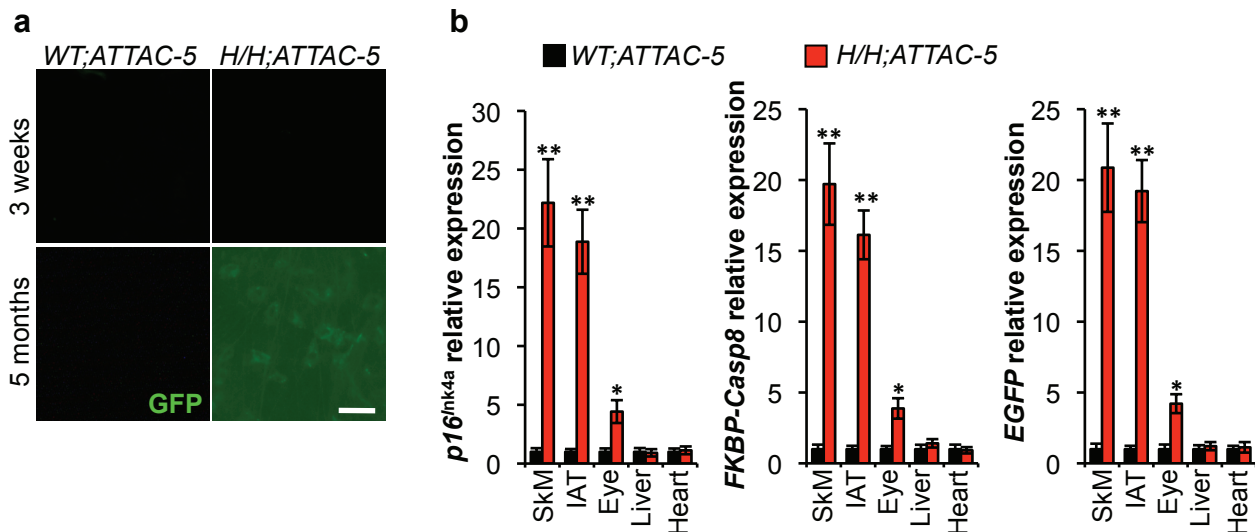 a
WT;ATTAC-5 H/H;ATTAC-5
3 weeks
5 months
GFP
b
WT;ATTAC-5 H/H;ATTAC-5
p16Ink4a relative expression
30
25
20
15
10
5
0
** ** *
SkM IAT Eye Liver Heart
FKBP-Casp8 relative expression
25
20
15
10
5
0
** ** *
SkM IAT Eye Liver Heart
EGFP relative expression
25
20
15
10
5
0
** ** *
SkM IAT Eye Liver Heart